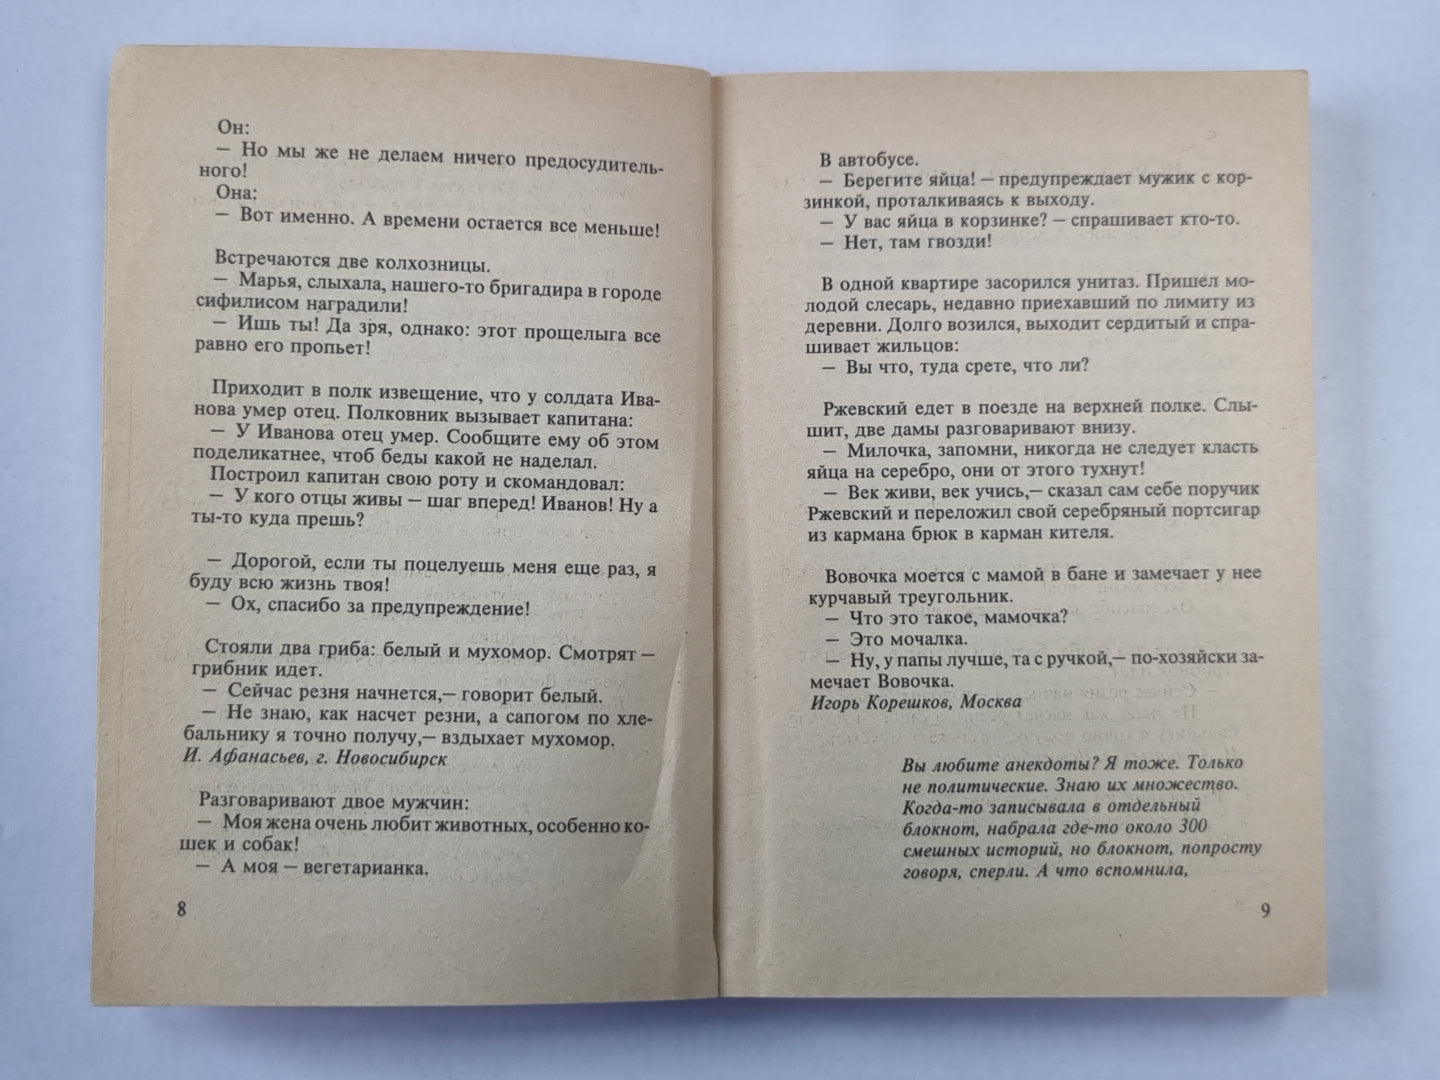 Он:
— Но мы же не делаем ничего предосудитель-
ного!
Она:
— Вот именно. А времени остается все меньше!
Встречаются две колхозницы.
— Марья, слыхала, нашего-то бригадира в городе
сифилисом наградили!
— Ишь ты! Да зря, однако: этот прощелыга все
равно его пропьет!
Приходит в полк извещение, что у солдата Ива-
нова умер отец. Полковник вызывает капитана:
— У Иванова отец умер. Сообщите ему об этом
поделикатнее, чтоб беды какой не наделал.
Построил капитан свою роту и скомандовал:
— У кого отцы живы — шаг вперед! Иванов! Ну а
ты-то куда прешь?
— Дорогой, если ты поцелуешь меня еще раз, я
буду всю жизнь твоя!
— Ох, спасибо за предупреждение!
Стояли два гриба: белый и мухомор. Смотрят —
грибник идет.
— Сейчас резня начнется,— говорит белый.
— Не знаю, как насчет резни, а сапогом по хле-
бальнику я точно получу,— вздыхает мухомор.
И. Афанасьев, г. Новосибирск
Разговаривают двое мужчин:
— Моя жена очень любит животных, особенно ко-
шек и собак!
— А моя — вегетарианка.
8
В автобусе.
— Берегите яйца! — предупреждает мужик с кор-
зинкой, проталкиваясь к выходу.
— У вас яйца в корзинке? — спрашивает кто-то.
— Нет, там гвозди!
В одной квартире засорился унитаз. Пришел мо-
лодой слесарь, недавно приехавший по лимиту из
деревни. Долго возился, выходит сердитый и спра-
шивает жильцов:
— Вы что, туда срете, что ли?
Ржевский едет в поезде на верхней полке. Слы-
шит, две дамы разговаривают внизу.
— Милочка, запомни, никогда не следует класть
яйца на серебро, они от этого тухнут!
— Век живи, век учись,— сказал сам себе поручик
Ржевский и переложил свой серебряный портсигар
из кармана брюк в карман кителя.
Вовочка моется с мамой в бане и замечает у нее
курчавый треугольник.
— Что это такое, мамочка?
— Это мочалка.
— Ну, у папы лучше, та с ручкой,— по-хозяйски за-
мечает Вовочка.
Игорь Корешков, Москва
Вы любите анекдоты? Я тоже. Только
не политические. Знаю их множество.
Когда-то записывала в отдельный
блокнот, набрала где-то около 300
смешных историй, но блокнот, попросту
говоря, сперли. А что вспомнила,
9